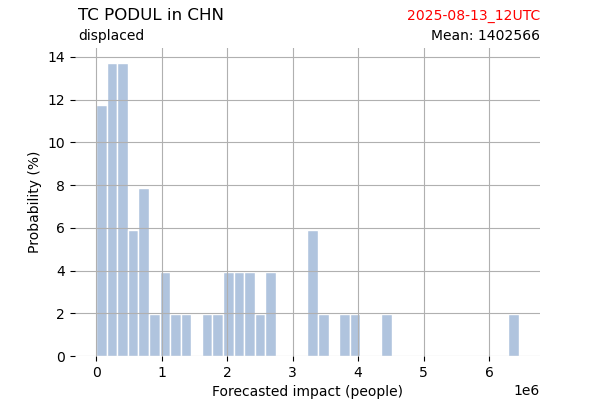 TC PODUL in CHN
2025-08-13_12UTC
displaced
Mean: 1402566
14
12
10
8
6
4
2
0
Probability (%)
0 1 2 3 4 5 6
1e6
Forecasted impact (people)